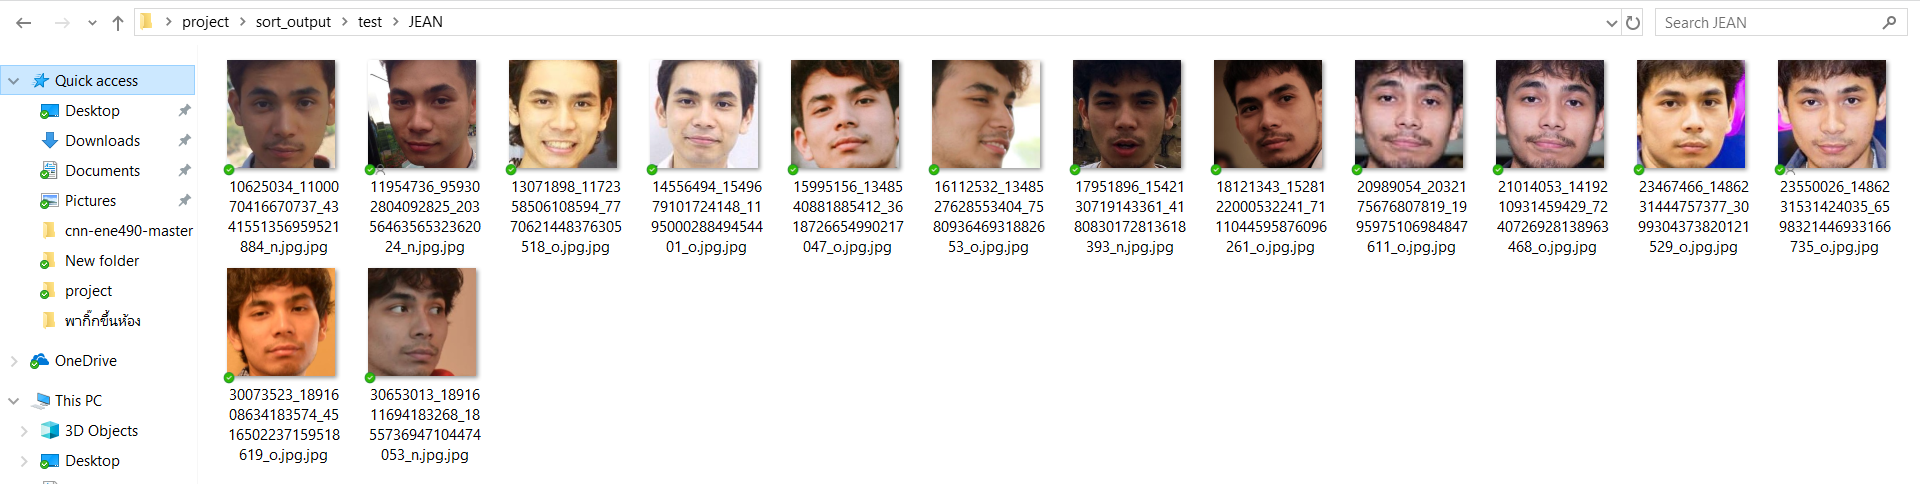 project > sort_output > test > JEAN
Search JEAN
Quick access
Desktop
Downloads
Documents
Pictures
cnn-ene490-master
New folder
project
พากิ๊กขึ้นห้อง
OneDrive
This PC
3D Objects
Desktop
10625034_11000
70416670737_43
41551356959521
884_n.jpg.jpg
11954736_95930
2804092825_203
56463565323620
24_n.jpg.jpg
13071898_11723
58506108594_77
70621448376305
518_o.jpg.jpg
14556494_15496
79101724148_11
95000288494544
01_o.jpg.jpg
15995156_13485
40881885412_36
18726654990217
047_o.jpg.jpg
16112532_13485
27628553404_75
80936469318826
53_o.jpg.jpg
17951896_15421
30719143361_41
80830172813618
393_n.jpg.jpg
18121343_15281
22000532241_71
11044595876096
261_o.jpg.jpg
20989054_20321
75676807819_19
95975106984847
611_o.jpg.jpg
21014053_14192
10931459429_72
40726928138963
468_o.jpg.jpg
23467466_14862
31444757377_30
99304373820121
529_o.jpg.jpg
23550026_14862
31531424035_65
98321446933166
735_o.jpg.jpg
30073523_18916
08634183574_45
16502237159518
619_o.jpg.jpg
30653013_18916
11694183268_18
55736947104474
053_n.jpg.jpg